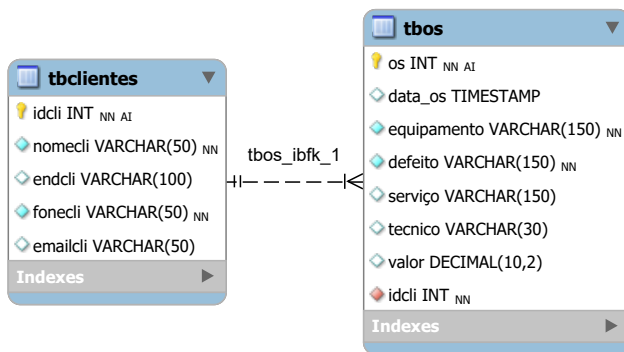 tbclientes
idcli INT NN AI
nomecli VARCHAR(50) NN
endcli VARCHAR(100)
fonecli VARCHAR(50) NN
emailcli VARCHAR(50)
Indexes
tbos_ibfk_1
tbos
os INT NN AI
data_os TIMESTAMP
equipamento VARCHAR(150) NN
defeito VARCHAR(150) NN
serviço VARCHAR(150)
tecnico VARCHAR(30)
valor DECIMAL(10,2)
idcli INT NN
Indexes